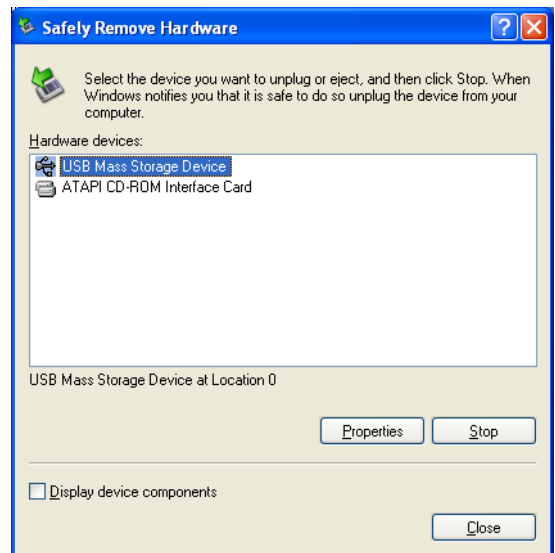 Safely Remove Hardware
Select the device you want to unplug or eject, and then click Stop. When
Windows notifies you that it is safe to do so unplug the device from your
computer.
Hardware devices:
USB Mass Storage Device
ATAPI CD-ROM Interface Card
USB Mass Storage Device at Location 0
Properties
Stop
Display device components
Close